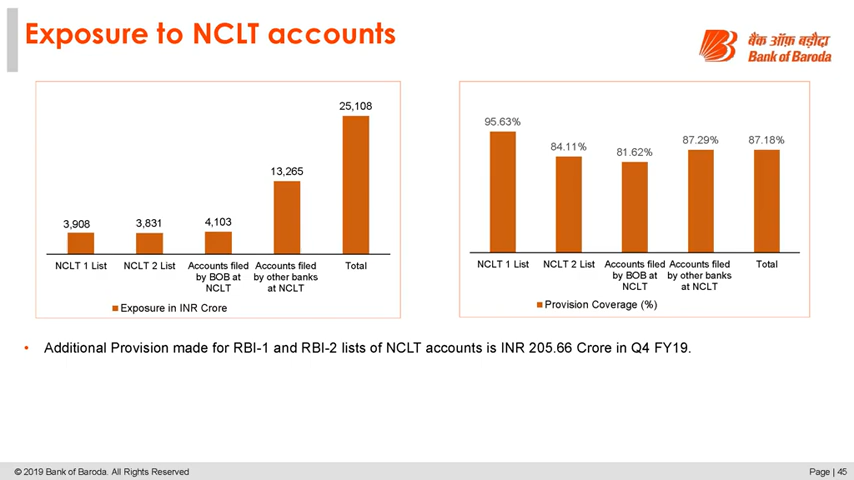 Exposure to NCLT accounts
बैंक ऑफ़ बड़ौदा
Bank of Baroda
25,108
13,265
3,908
3,831
4,103
NCLT 1 List
NCLT 2 List
Accounts filed
by BOB at
NCLT
Accounts filed
by other banks
at NCLT
Total
Exposure in INR Crore
95.63%
84.11%
81.62%
87.29%
87.18%
NCLT 1 List
NCLT 2 List
Accounts filed
by BOB at
NCLT
Accounts filed
by other banks
at NCLT
Total
Provision Coverage (%)
• Additional Provision made for RBI-1 and RBI-2 lists of NCLT accounts is INR 205.66 Crore in Q4 FY19.
© 2019 Bank of Baroda. All Rights Reserved
Page | 45